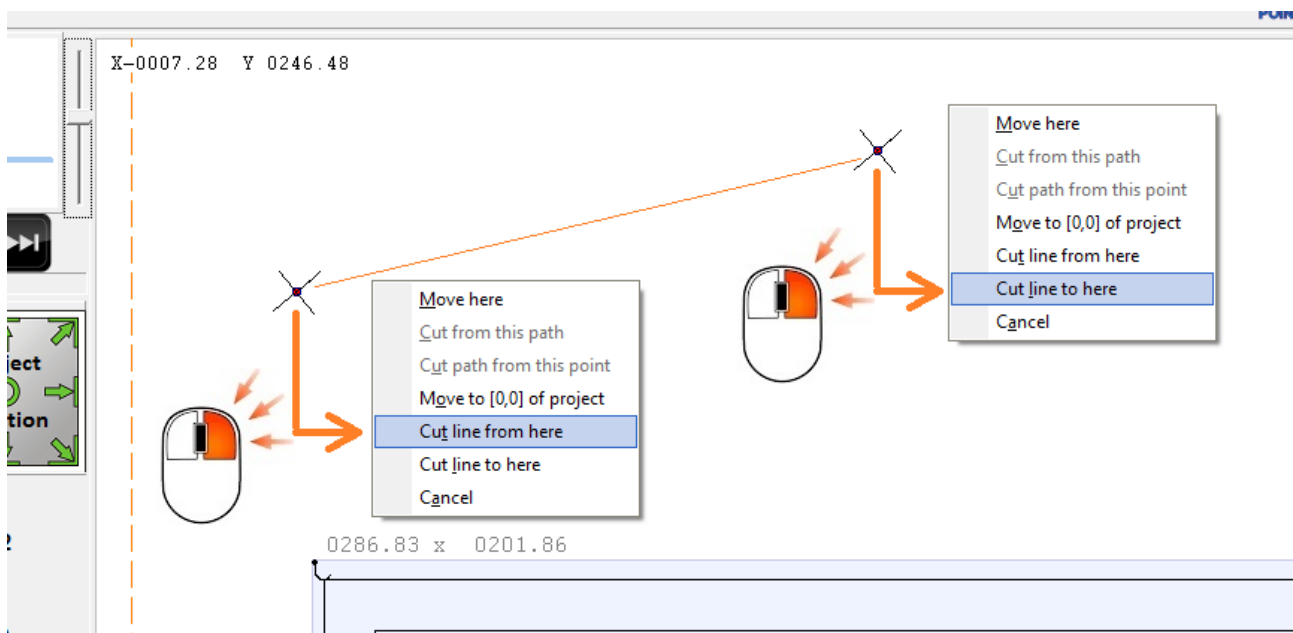 X-0007.28 Y 0246.48
Move here
Cut from this path
Cut path from this point
Move to [0,0] of project
Cut line from here
Cut line to here
Cancel
Move here
Cut from this path
Cut path from this point
Move to [0,0] of project
Cut line from here
Cut line to here
Cancel
0286.83 x 0201.86